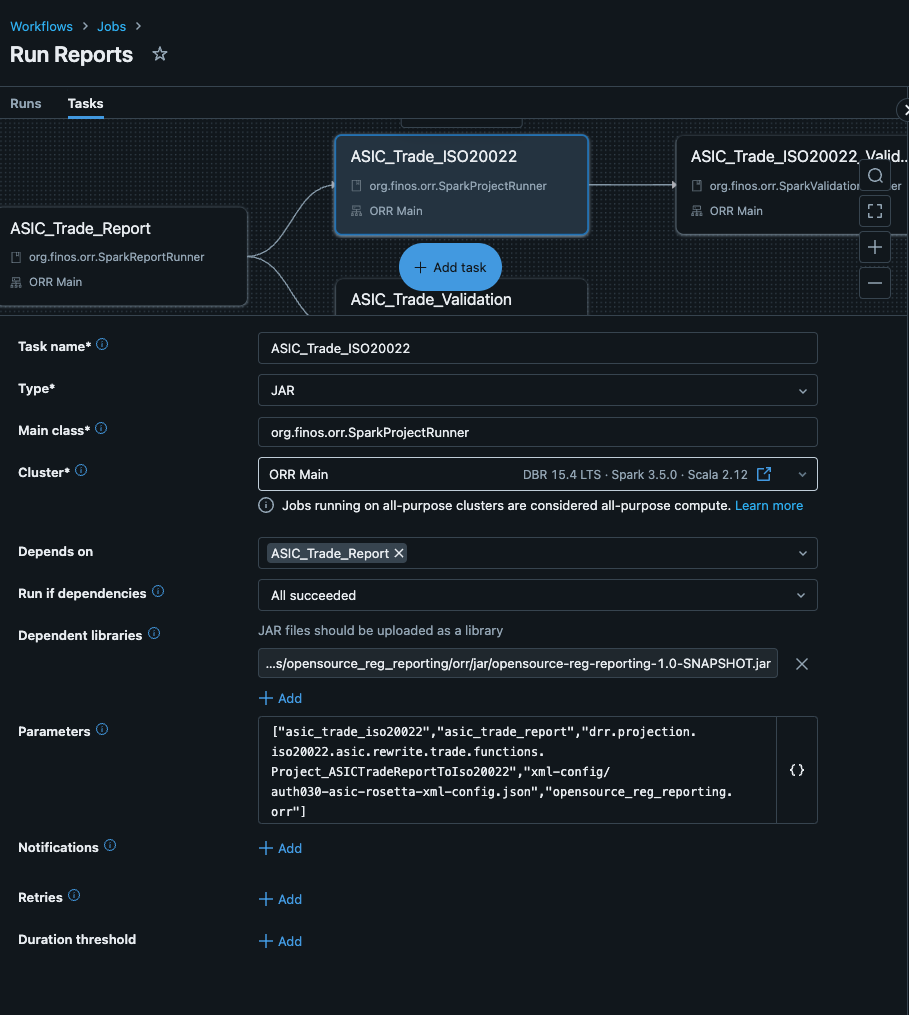 Workflows > Jobs >
Run Reports
Runs Tasks
ASIC_Trade_ISO20022
org.finos.orr.SparkProjectRunner
ORR Main
ASIC_Trade_ISO20022_Valid...
org.finos.orr.SparkValidation
ORR Main
ASIC_Trade_Report
org.finos.orr.SparkReportRunner
ORR Main
+ Add task
ASIC_Trade_Validation
Task name* ASIC_Trade_ISO20022
Type* JAR
Main class* org.finos.orr.SparkProjectRunner
Cluster* ORR Main DBR 15.4 LTS · Spark 3.5.0 · Scala 2.12
Jobs running on all-purpose clusters are considered all-purpose compute. Learn more
Depends on ASIC_Trade_Report
Run if dependencies All succeeded
Dependent libraries JAR files should be uploaded as a library
...s/opensource_reg_reporting/orr/jar/opensource-reg-reporting-1.0-SNAPSHOT.jar
+ Add
Parameters ["asic_trade_iso20022","asic_trade_report","drr.projection.
iso20022.asic.rewrite.trade.functions.
Project_ASICTradeReportToIso20022","xml-config/
auth030-asic-rosetta-xml-config.json","opensource_reg_reporting.
orr"]
{}
Notifications + Add
Retries + Add
Duration threshold + Add